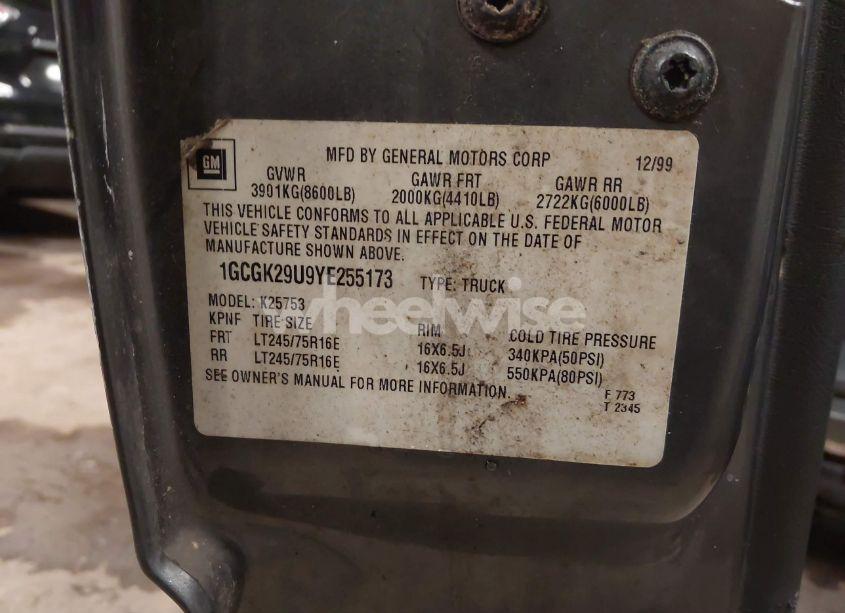 GM
MFD BY GENERAL MOTORS CORP 12/99
GVWR GAWR FRT GAWR RR
3901KG(8600LB) 2000KG(4410LB) 2722KG(6000LB)
THIS VEHICLE CONFORMS TO ALL APPLICABLE U.S. FEDERAL MOTOR
VEHICLE SAFETY STANDARDS IN EFFECT ON THE DATE OF
MANUFACTURE SHOWN ABOVE.
1GCGK29U9YE255173 TYPE: TRUCK
MODEL: K25753
wheelwise
KPNF TIRE SIZE RIM COLD TIRE PRESSURE
FRT LT245/75R16E 16X6.5J 340KPA(50PSI)
RR LT245/75R16E 16X6.5J 550KPA(80PSI)
SEE OWNER'S MANUAL FOR MORE INFORMATION.
F 773
T 2345